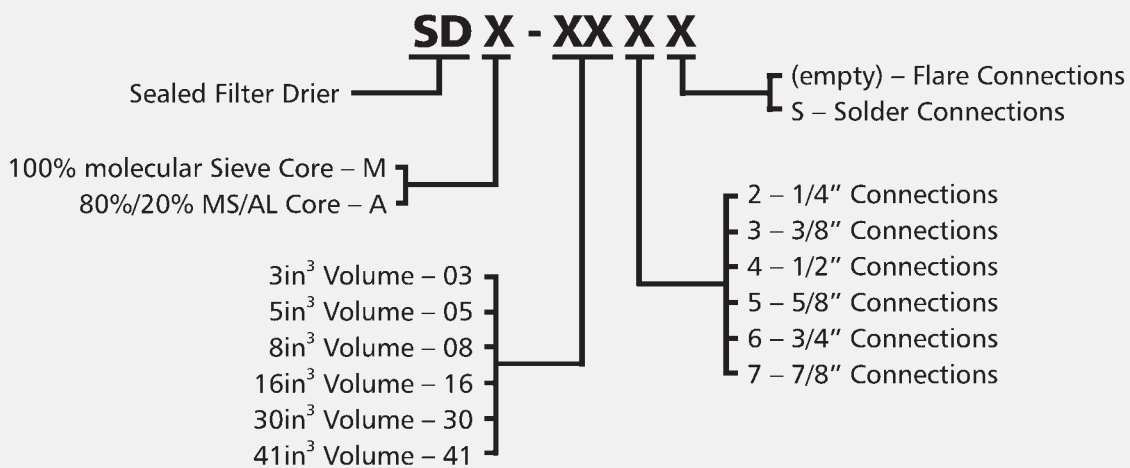 SD X - XX X X
Sealed Filter Drier
(empty) – Flare Connections
S – Solder Connections
100% molecular Sieve Core – M
80%/20% MS/AL Core – A
2 – 1/4” Connections
3 – 3/8” Connections
4 – 1/2” Connections
5 – 5/8” Connections
6 – 3/4” Connections
7 – 7/8” Connections
3in³ Volume – 03
5in³ Volume – 05
8in³ Volume – 08
16in³ Volume – 16
30in³ Volume – 30
41in³ Volume – 41